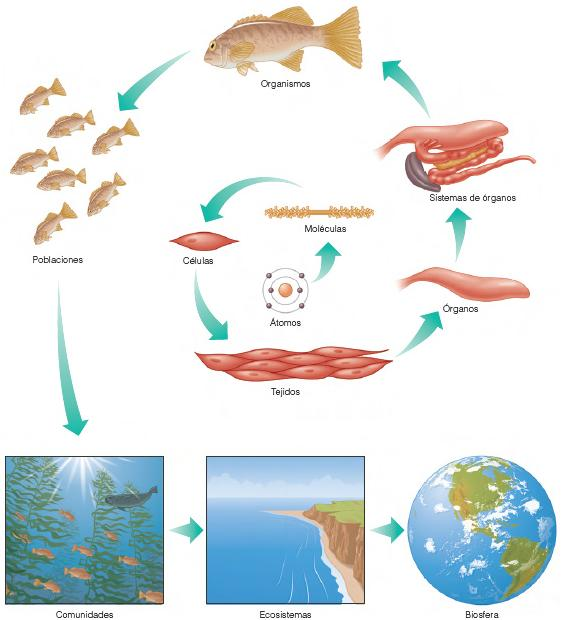 Organismos
Sistemas de órganos
Moléculas
Poblaciones
Células
Órganos
Átomos
Tejidos
Comunidades
Ecosistemas
Biosfera